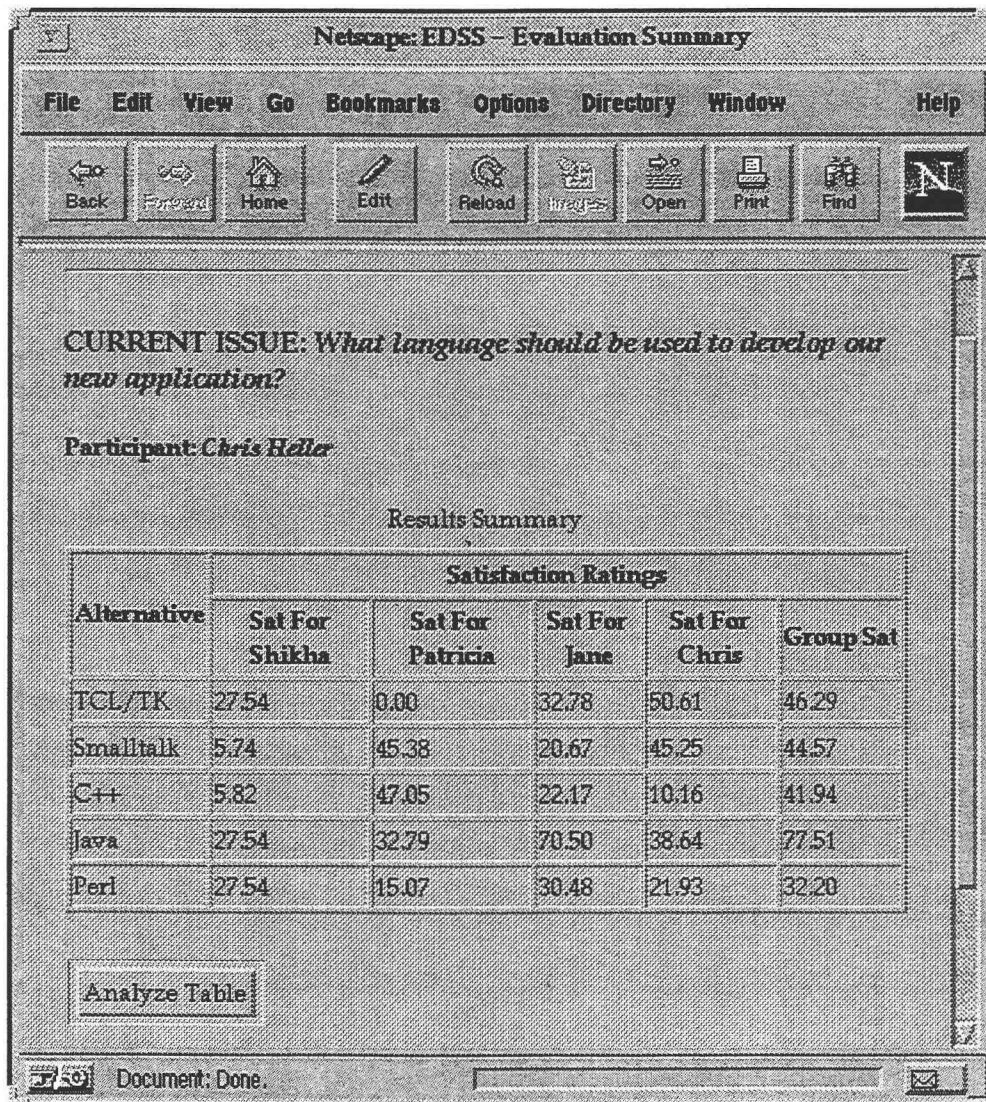 Netscape: EDSS – Evaluation Summary
File Edit View Go Bookmarks Options Directory Window Help
Back Forward Home Edit Reload Images Open Print Find N
CURRENT ISSUE: What language should be used to develop our
new application?
Participant: Chris Heller
Results Summary
Alternative Satisfaction Ratings
Sat For Shikha Sat For Patricia Sat For Jane Sat For Chris Group Sat
TCL/TK 27.54 0.00 32.78 50.61 46.29
Smalltalk 5.74 45.38 20.67 45.25 44.57
C++ 5.82 47.05 22.17 10.16 41.94
Java 27.54 32.79 70.50 38.64 77.51
Perl 27.54 15.07 30.48 21.93 32.20
Analyze Table
Document: Done.